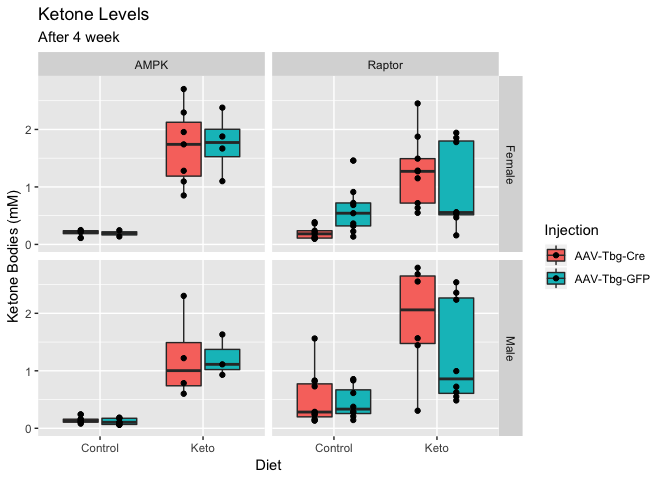 Ketone Levels
After 4 week
AMPK
Raptor
Ketone Bodies (mM)
2
1
0
Female
2
1
0
Male
Control
Keto
Control
Keto
Diet
Injection
AAV-Tbg-Cre
AAV-Tbg-GFP